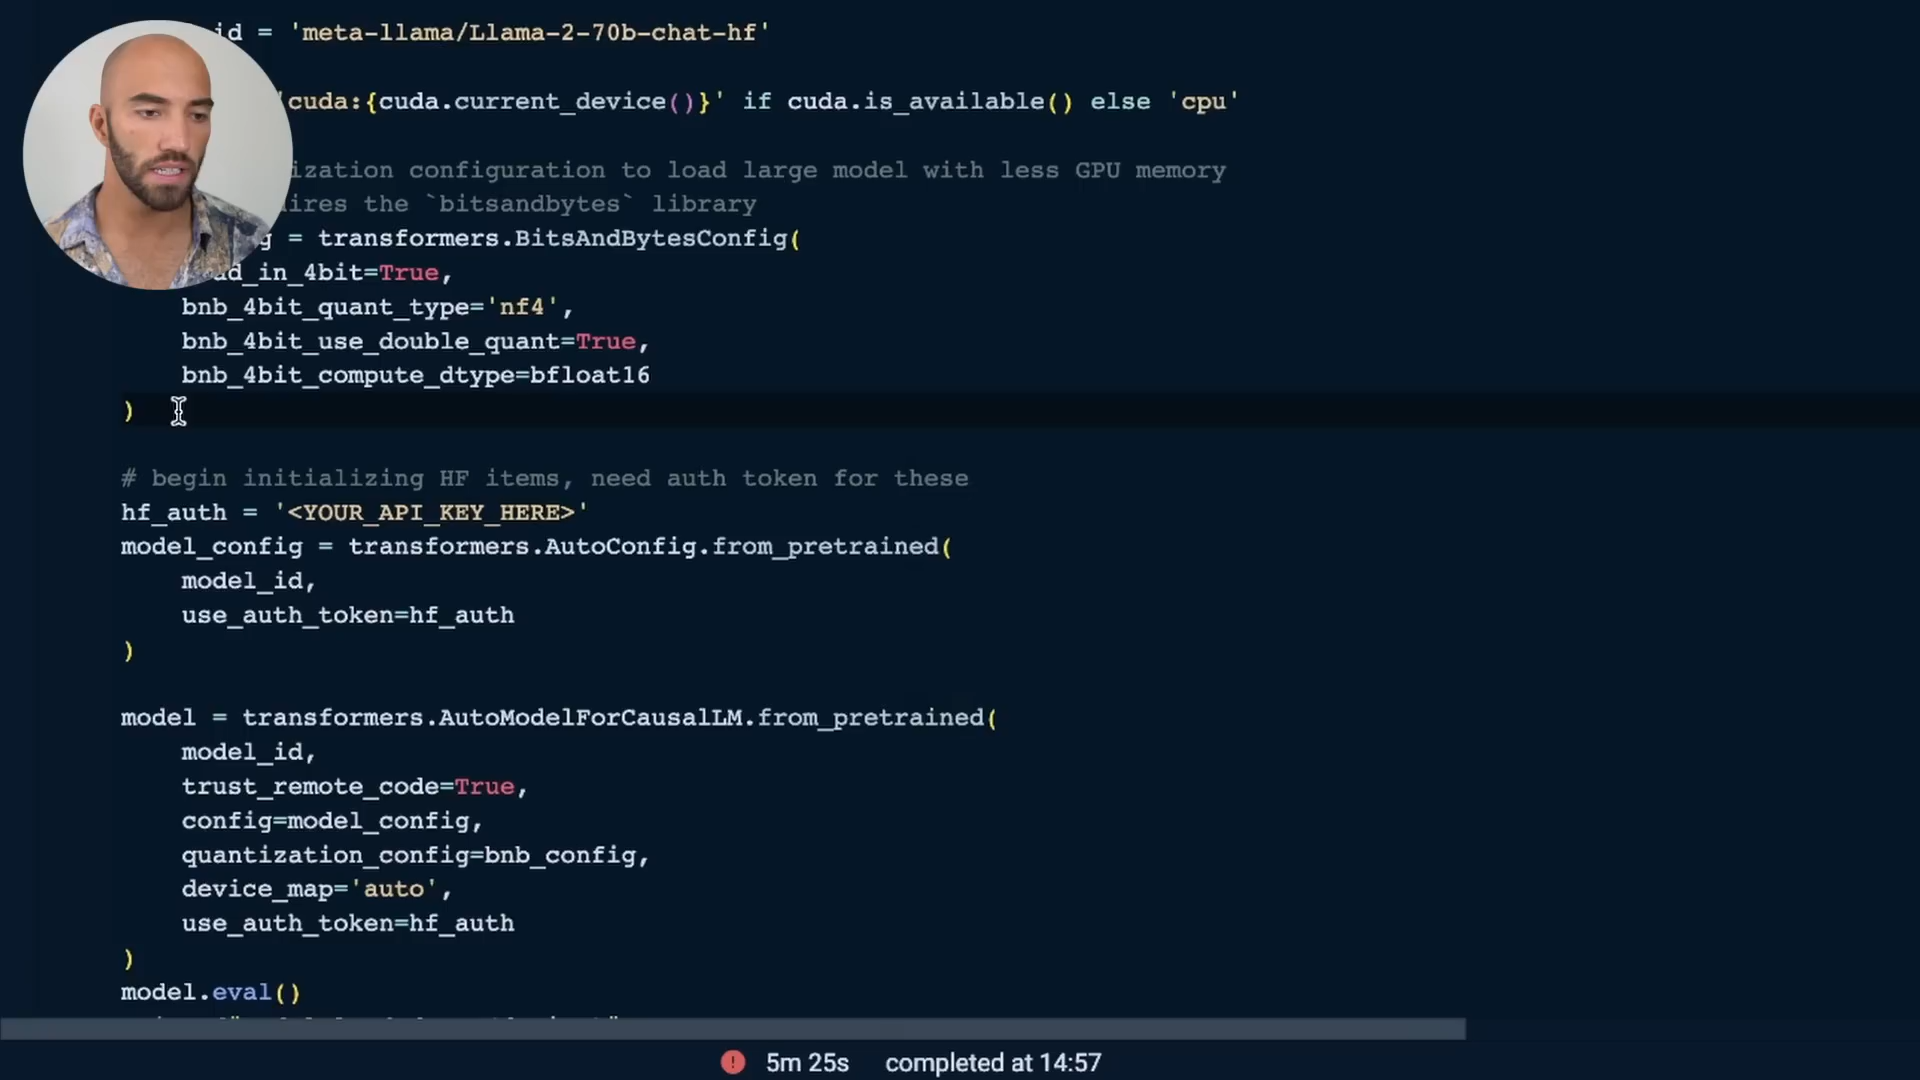 id = 'meta-llama/Llama-2-70b-chat-hf'
'cuda:{cuda.current_device()}' if cuda.is_available() else 'cpu'
ization configuration to load large model with less GPU memory
ires the `bitsandbytes` library
g = transformers.BitsAndBytesConfig(
ad_in_4bit=True,
bnb_4bit_quant_type='nf4',
bnb_4bit_use_double_quant=True,
bnb_4bit_compute_dtype=bfloat16
)
# begin initializing HF items, need auth token for these
hf_auth = '<YOUR_API_KEY_HERE>'
model_config = transformers.AutoConfig.from_pretrained(
model_id,
use_auth_token=hf_auth
)
model = transformers.AutoModelForCausalLM.from_pretrained(
model_id,
trust_remote_code=True,
config=model_config,
quantization_config=bnb_config,
device_map='auto',
use_auth_token=hf_auth
)
model.eval()
5m 25s completed at 14:57